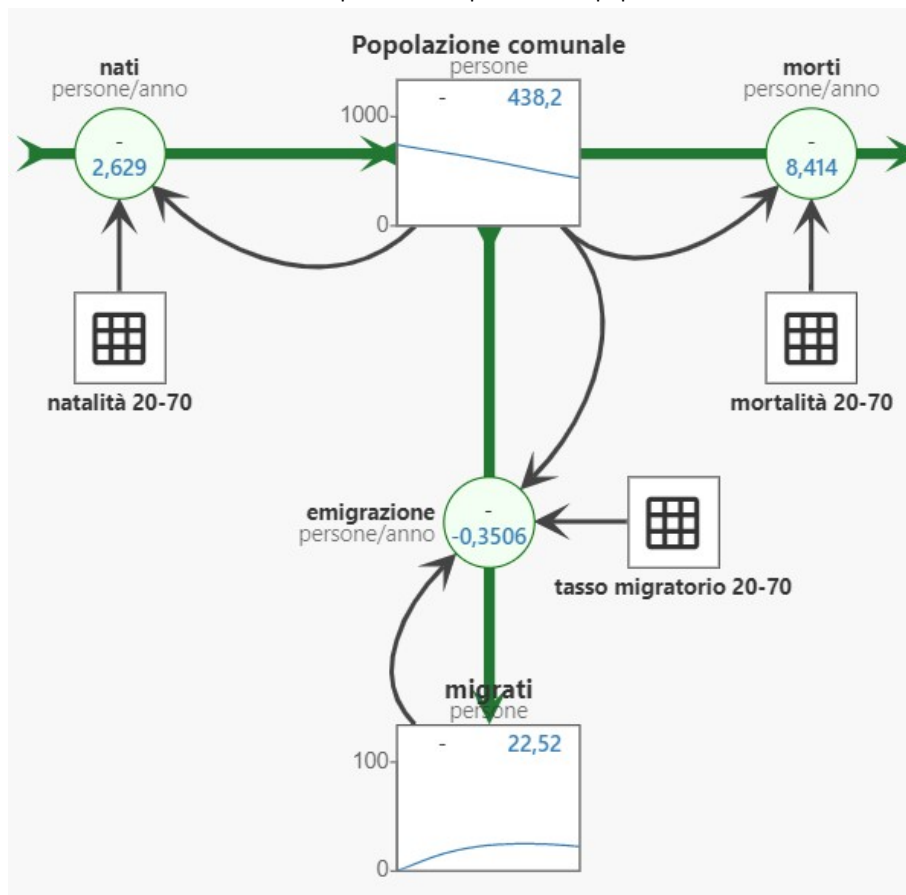 Popolazione comunale
persone
nati
persone/anno
morti
persone/anno
-
438,2
1000
0
-
2,629
-
8,414
natalità 20-70
mortalità 20-70
emigrazione
persone/anno
-
-0,3506
tasso migratorio 20-70
migrati
persone
-
22,52
100
0